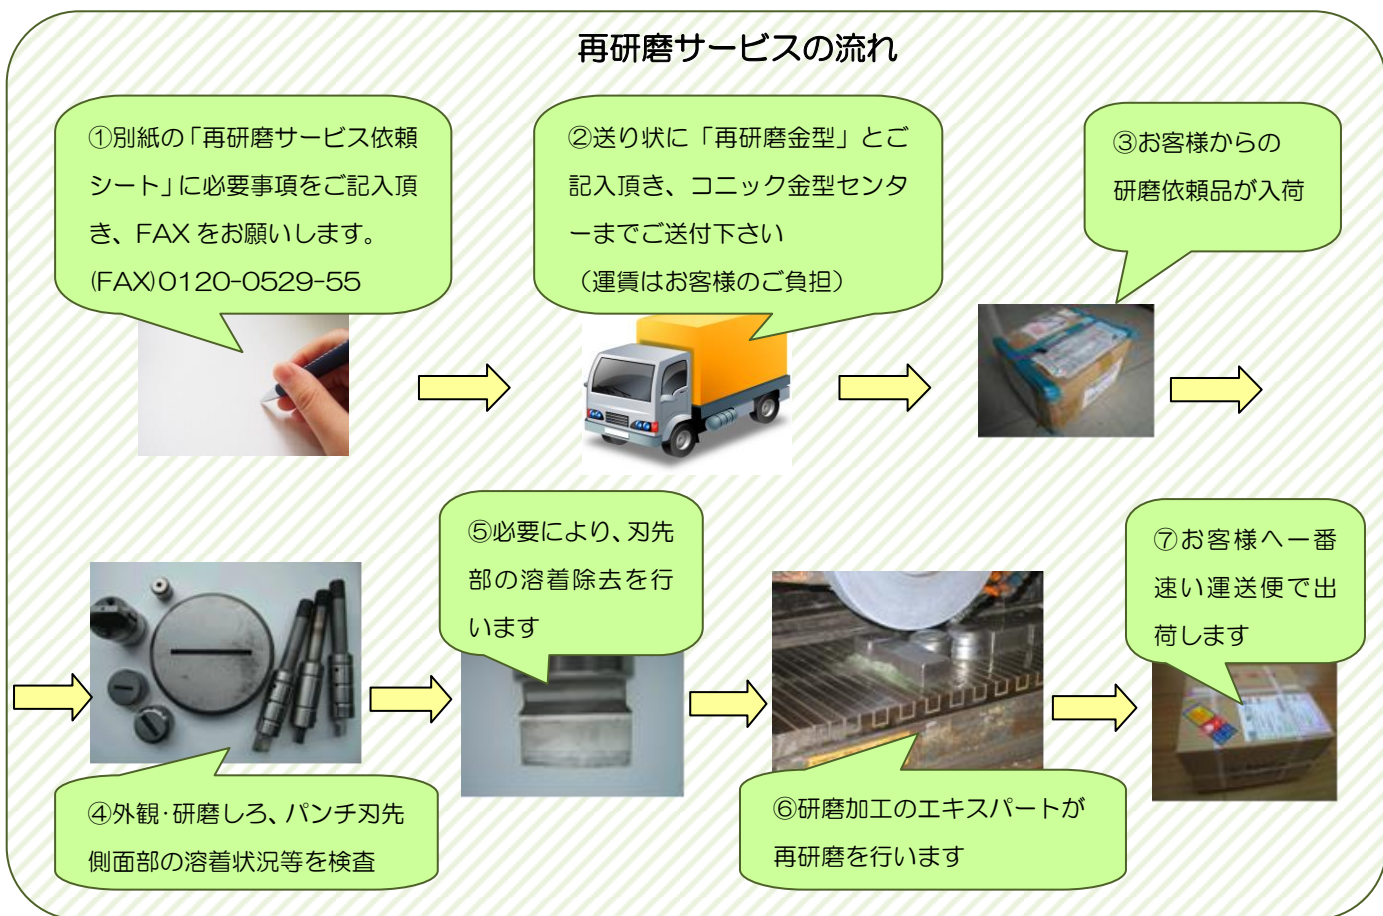 再研磨サービスの流れ
①別紙の「再研磨サービス依頼
シート」に必要事項をご記入頂
き、FAX をお願いします。
(FAX)0120-0529-55
②送り状に「再研磨金型」とご
記入頂き、コニック金型センタ
ーまでご送付下さい
(運賃はお客様のご負担)
③お客様からの
研磨依頼品が入荷
④外観・研磨しろ、パンチ刃先
側面部の溶着状況等を検査
⑤必要により、刃先
部の溶着除去を行
います
⑥研磨加工のエキスパートが
再研磨を行います
⑦お客様へ一番
速い運送便で出
荷します